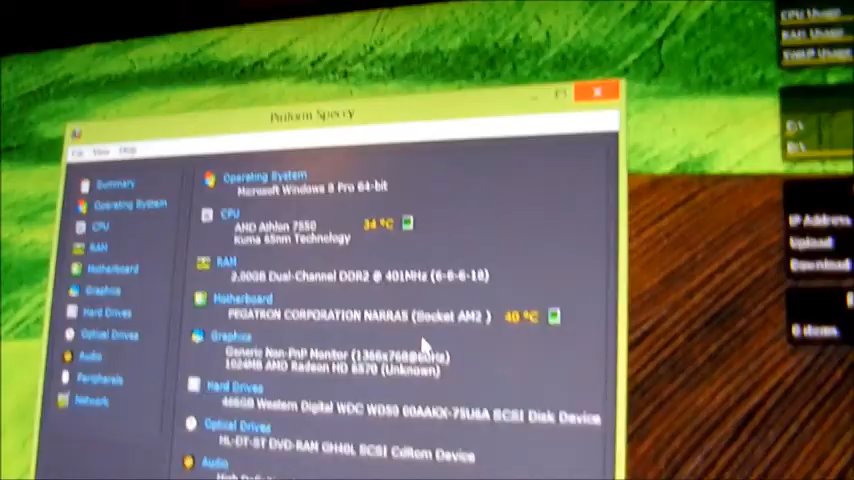 Piriform Speccy
File View Help
Summary
Operating System
CPU
RAM
Motherboard
Graphics
Hard Drives
Optical Drives
Audio
Peripherals
Network
Operating System
Microsoft Windows 8 Pro 64-bit
CPU
AMD Athlon 7550 34 °C
Kuma 65nm Technology
RAM
2.00GB Dual-Channel DDR2 @ 401MHz (6-6-6-18)
Motherboard
PEGATRON CORPORATION NARRA5 (Socket AM2 ) 40 °C
Graphics
Generic Non-PnP Monitor (1366x768@60Hz)
1024MB AMD Radeon HD 6570 (Unknown)
Hard Drives
466GB Western Digital WDC WD50 00AAKX-75U6A SCSI Disk Device
Optical Drives
HL-DT-ST DVD-RAM GH40L SCSI CdRom Device
Audio
CPU Usage
RAM Usage
SWAP Usage
IP Address
Upload
Download
0 items